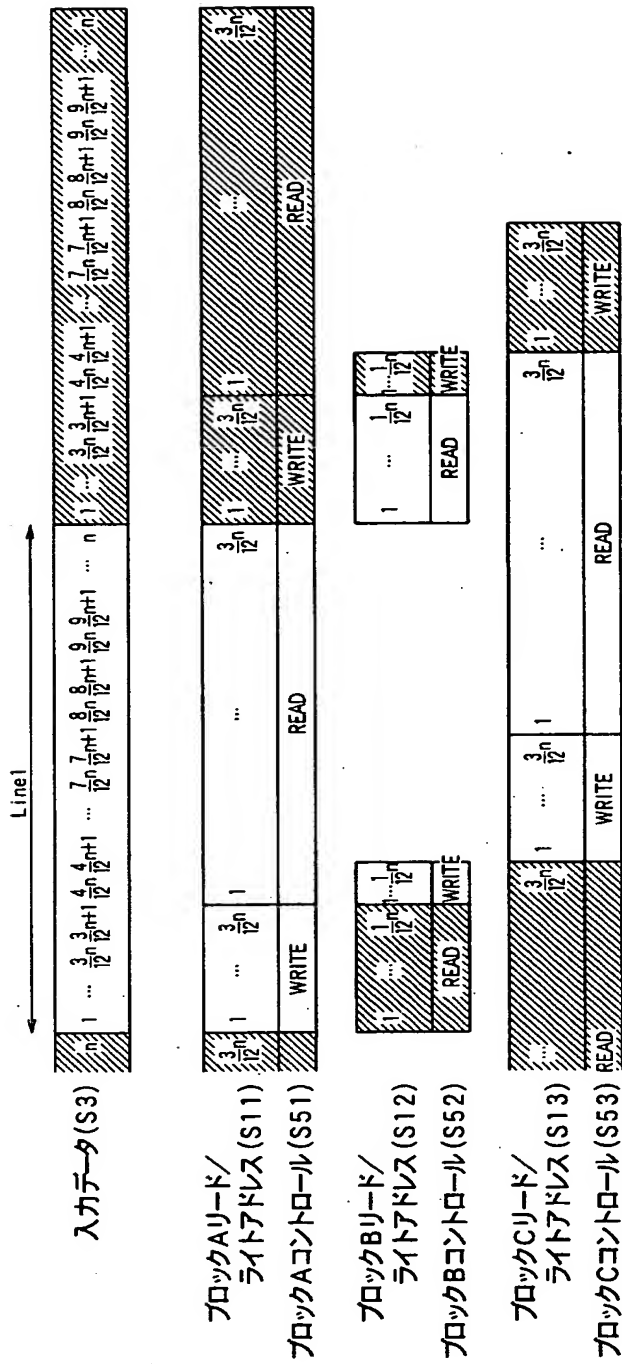 Line1
入力データ(S3)
n 1 ... 3/12n 3/12n+1 4/12n 4/12n+1 ... 7/12n 7/12n+1 8/12n 8/12n+1 9/12n 9/12n+1 ... n 1 ... 3/12n 3/12n+1 4/12n 4/12n+1 ... 7/12n 7/12n+1 8/12n 8/12n+1 9/12n 9/12n+1 ... n
ブロックAリード/
ライトアドレス(S11)
3/12n 1 ... 3/12n 1 ... 3/12n 1 ... 3/12n 1 ... 3/12n
ブロックAコントロール(S51)
WRITE READ WRITE READ
ブロックBリード/
ライトアドレス(S12)
1 ... 1/12n 1...1/12n 1 ... 1/12n 1...1/12n
ブロックBコントロール(S52)
READ WRITE READ WRITE
ブロックCリード/
ライトアドレス(S13)
... 3/12n 1 ... 3/12n 1 ... 3/12n 1 ... 3/12n
ブロックCコントロール(S53)
READ WRITE READ WRITE